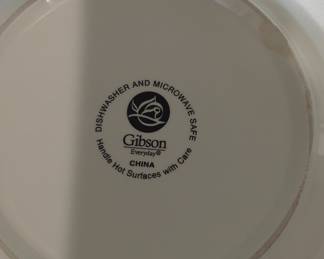 DISHWASHER AND MICROWAVE SAFE
Gibson
Everyday®
CHINA
Handle Hot Surfaces with Care